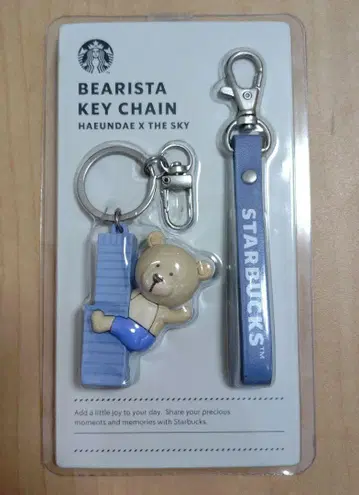 BEARISTA
KEY CHAIN
HAEUNDAE X THE SKY
STARBUCKS™
Add a little joy to your day. Share your precious
moments and memories with Starbucks.